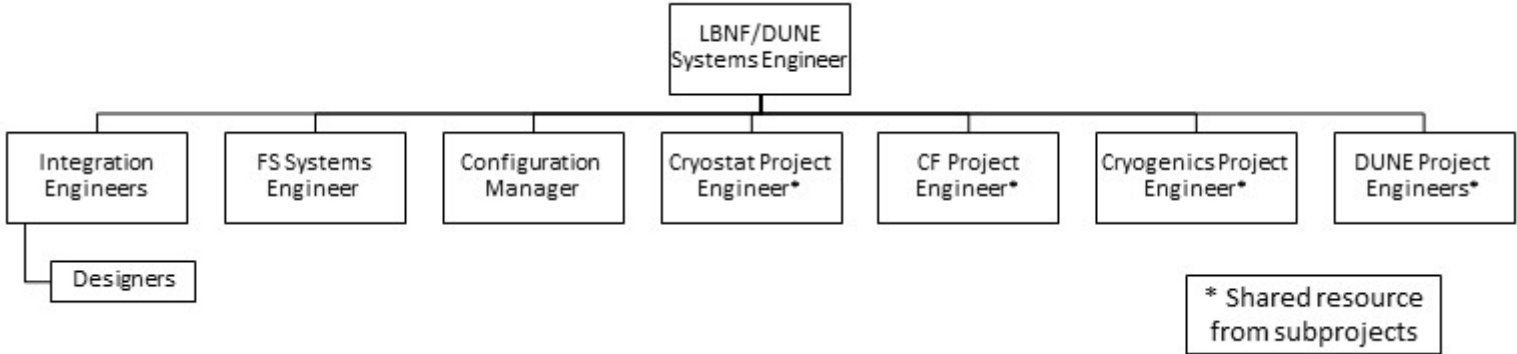 LBNF/DUNE
Systems Engineer
Integration
Engineers
FS Systems
Engineer
Configuration
Manager
Cryostat Project
Engineer*
CF Project
Engineer*
Cryogenics Project
Engineer*
DUNE Project
Engineers*
Designers
* Shared resource
from subprojects